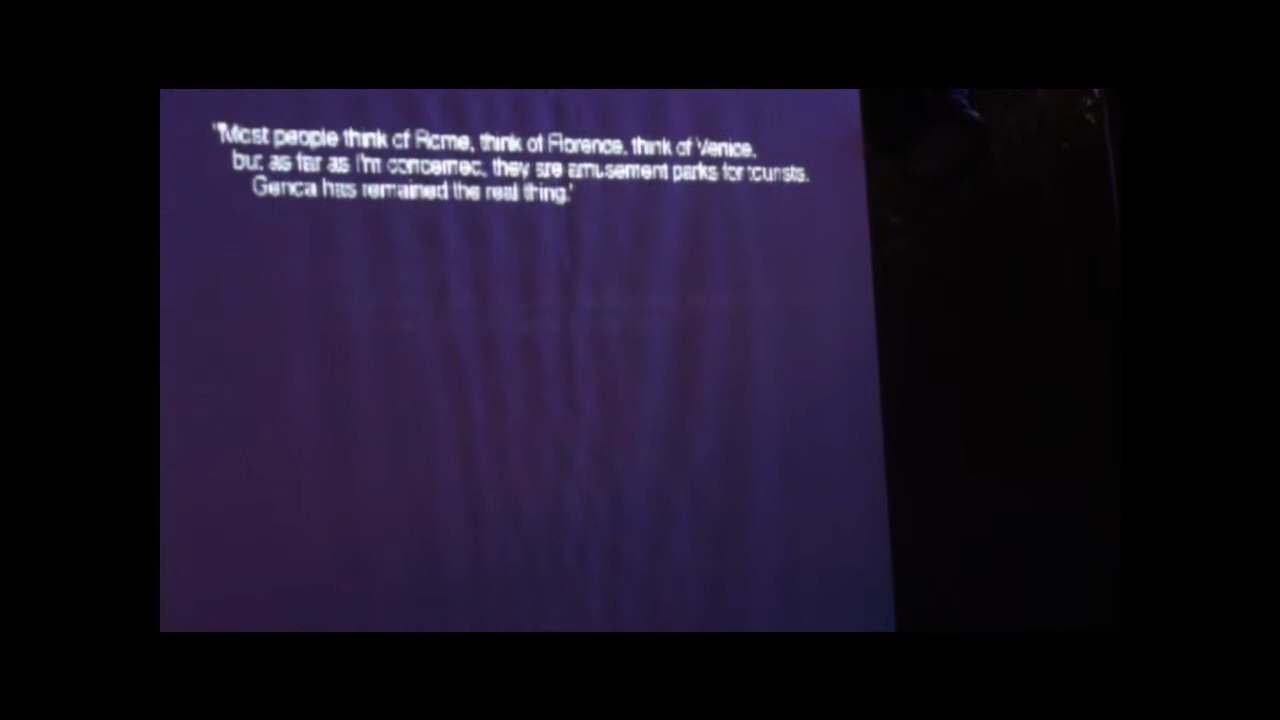 "Most people think of Rome, think of Florence, think of Venice,
but as far as I'm concerned, they are amusement parks for tourists.
Genoa has remained the real thing."